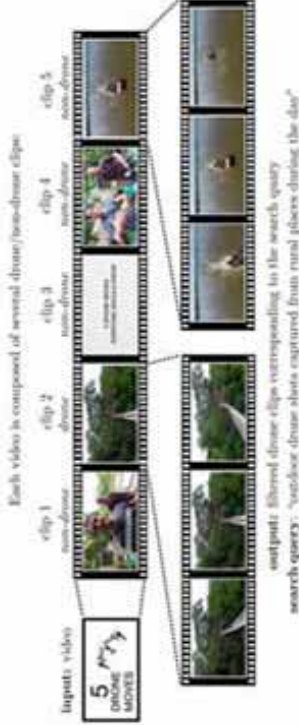 Each video is composed of several drone/non-drone clips:
clip 1
non-drone
clip 2
drone
clip 3
non-drone
clip 4
non-drone
clip 5
non-drone
input: video
5
DRONE
MOVES
output: filtered drone clips corresponding to the search query
search query: "outdoor drone shots captured from rural places during the day"